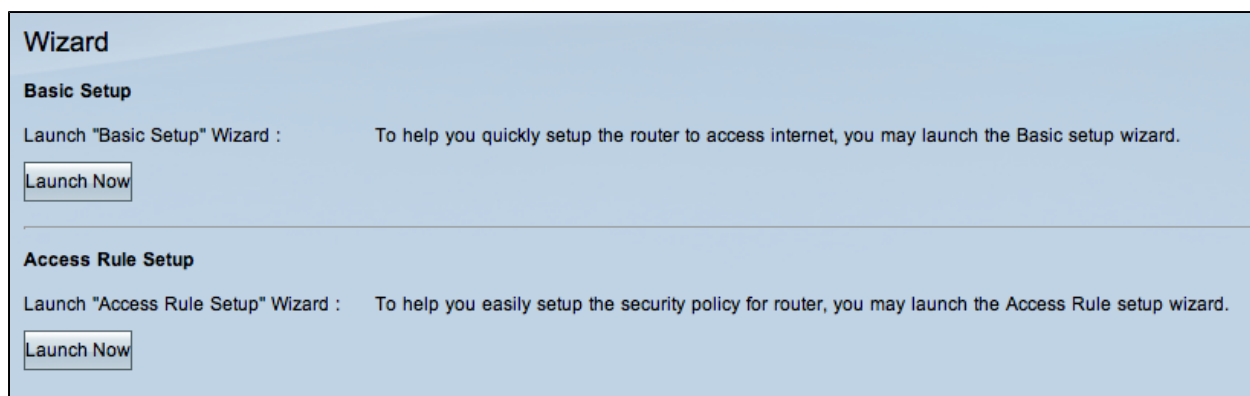 Wizard
Basic Setup
Launch "Basic Setup" Wizard : To help you quickly setup the router to access internet, you may launch the Basic setup wizard.
Launch Now
Access Rule Setup
Launch "Access Rule Setup" Wizard : To help you easily setup the security policy for router, you may launch the Access Rule setup wizard.
Launch Now